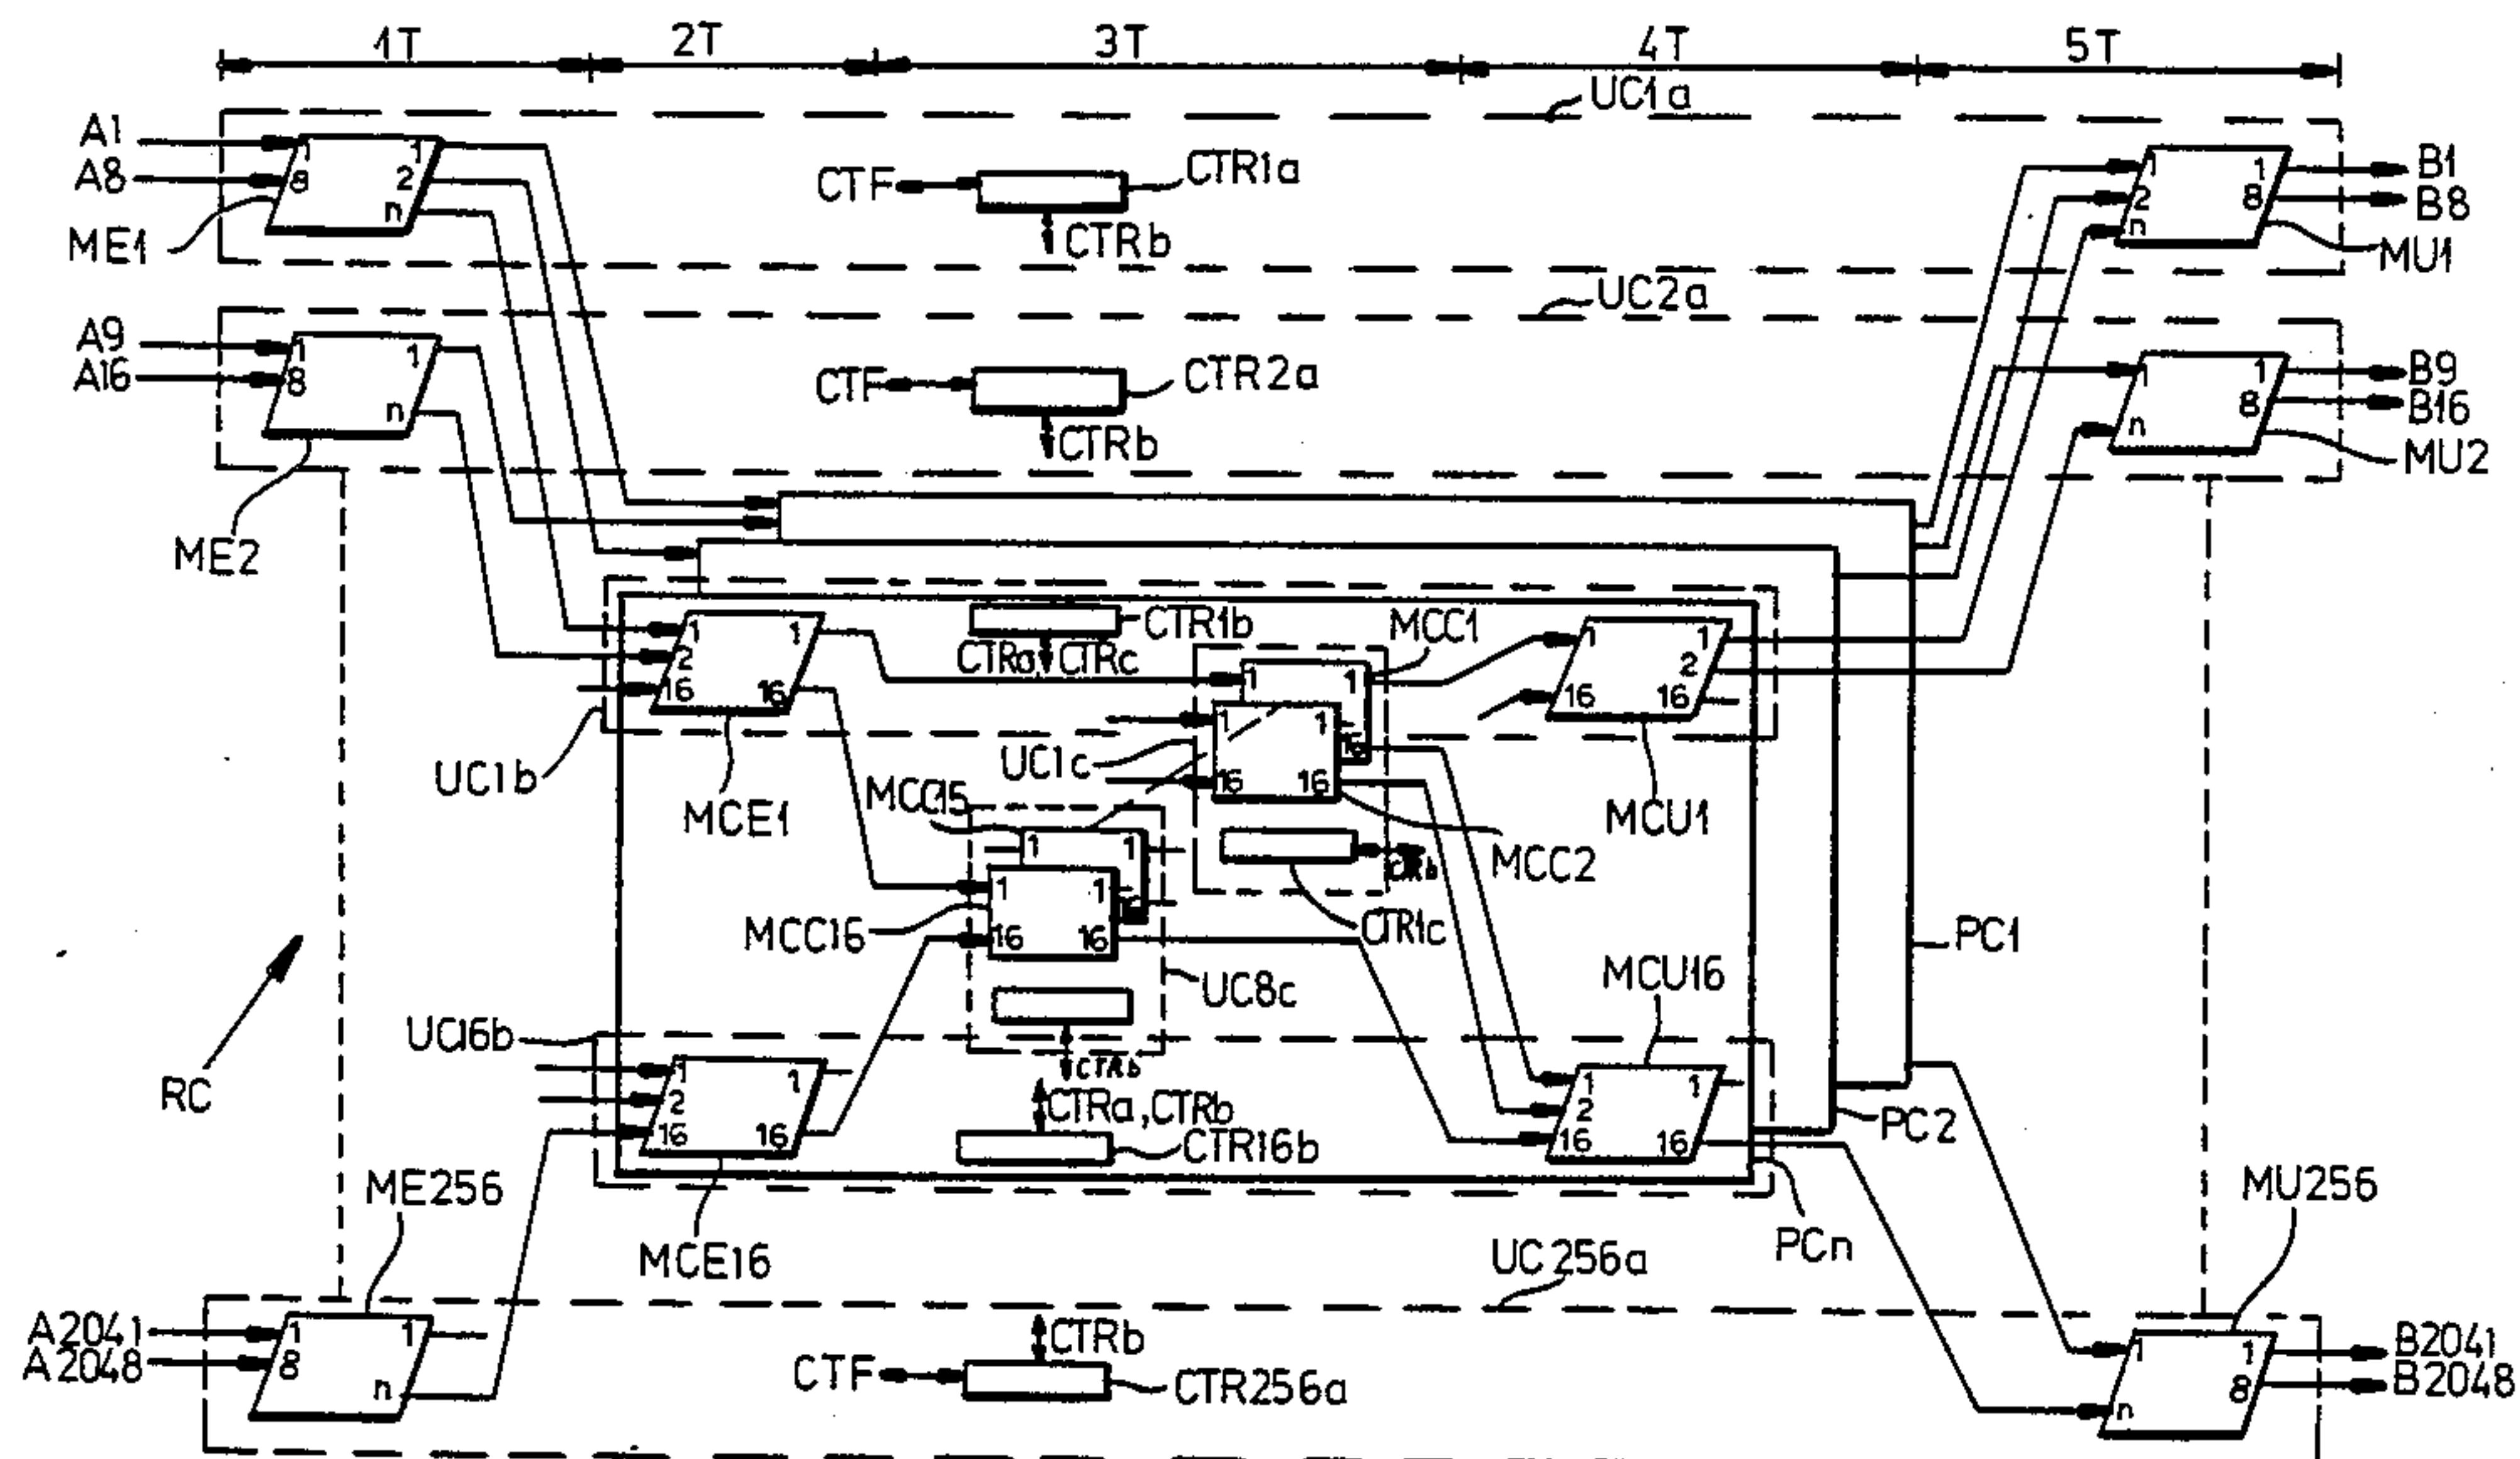 1T 2T 3T 4T 5T
UC1a
A1 1 1 CTR1a 1 1 B1
A8 8 2 CTF 2 8 B8
ME1 n CTRb n MU1
UC2a
A9 1 1 CTR2a 1 1 B9
A16 8 CTF 8 B16
n CTRb n MU2
ME2
CTR1b MCC1
1 1 CTRa CTRc 1 1 1 1
2 2
16 16 16 16
1 1
UC1b UC1c 16
MCE1 MCC15 16 16 MCU1
1 1 MCC2
1 1
MCC16 16 16 CTR1c PC1
UC8c MCU16
UC16b
CTRb
1 1 CTRa,CTRb 1 1
RC 2 2 PC2
16 16 CTR16b 16 16
ME256 MU256
MCE16 UC256a PCn
A2041 1 1 CTRb 1 1 B2041
A2048 8 CTF CTR256a 8 B2048
n n